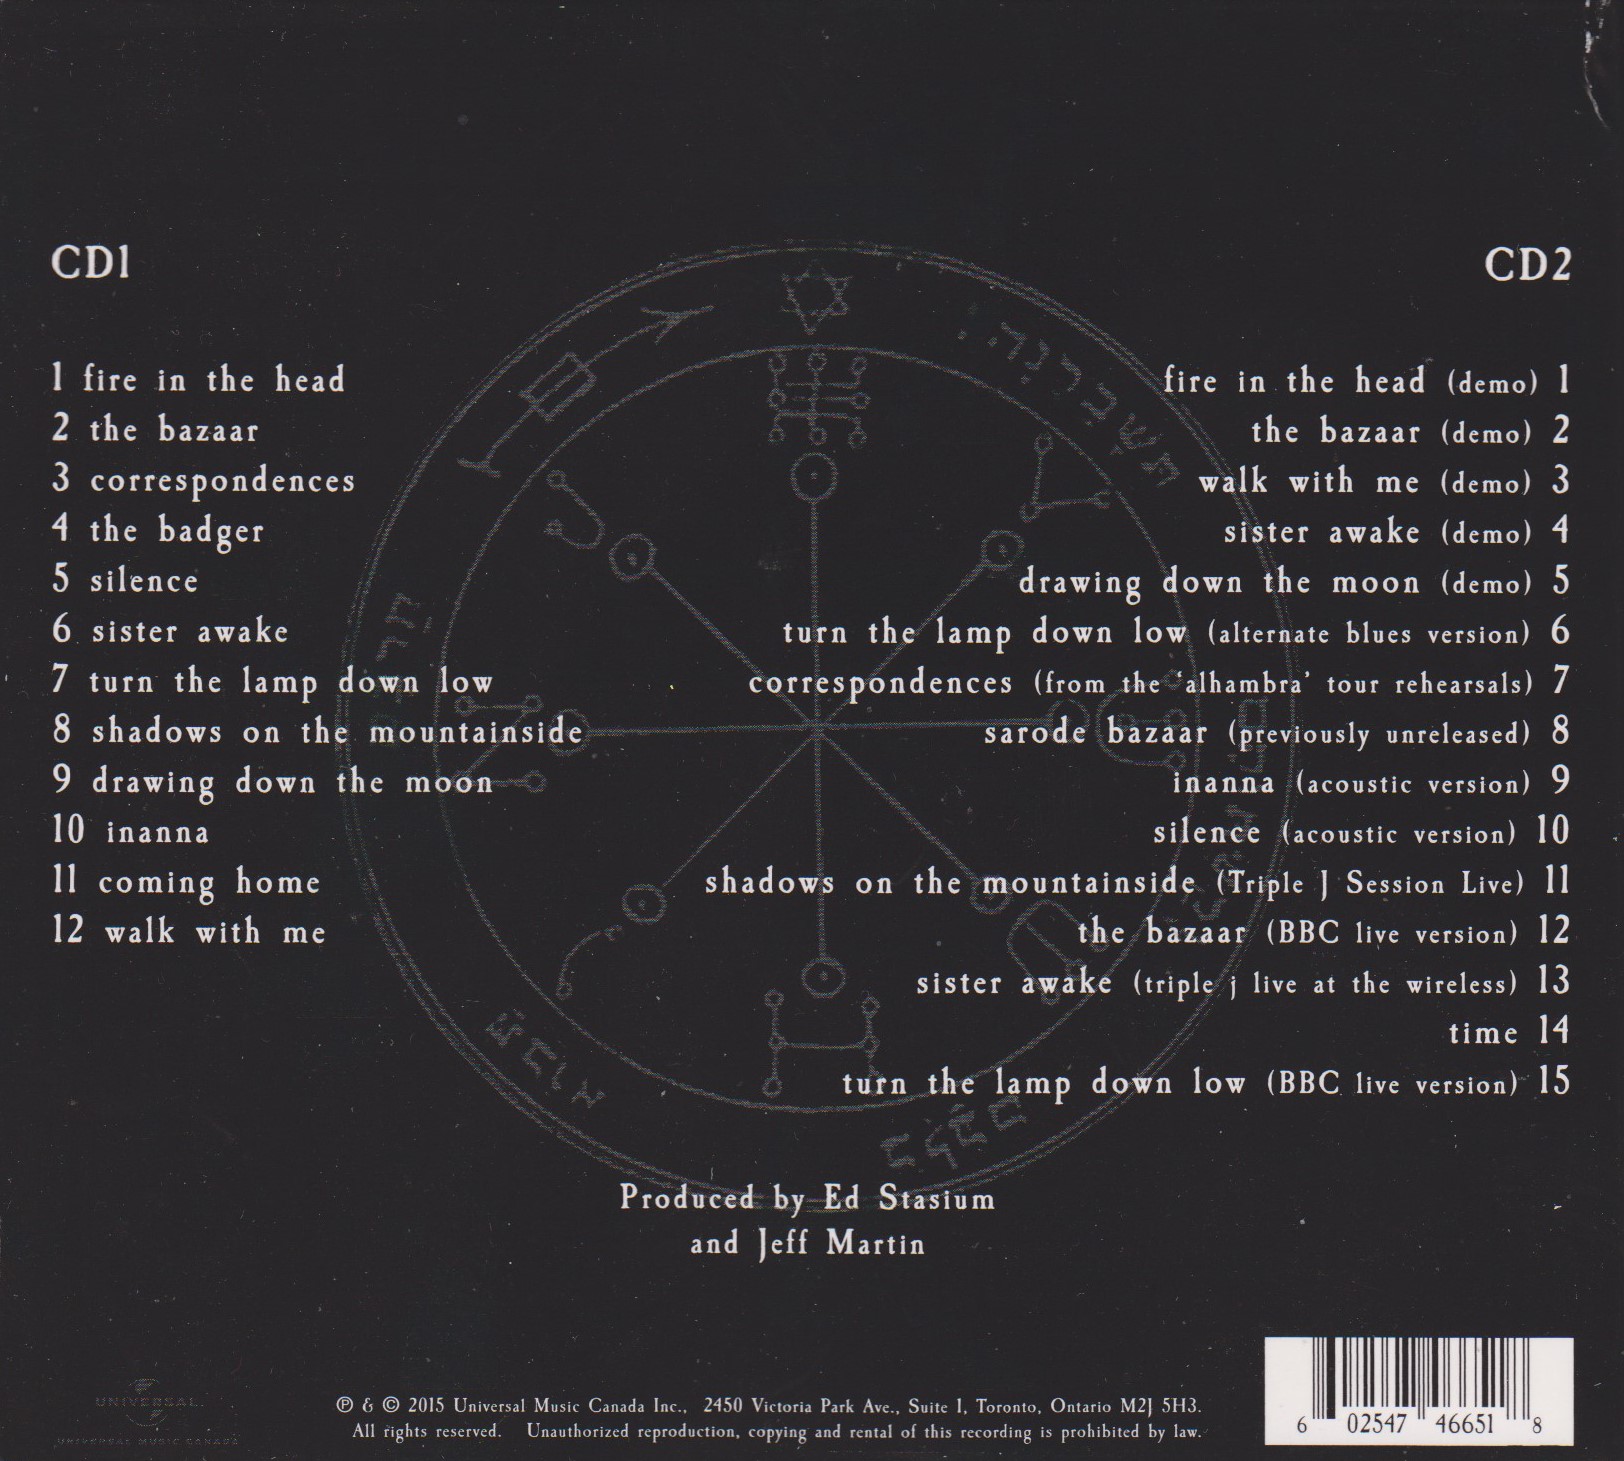 CD1
1 fire in the head
2 the bazaar
3 correspondences
4 the badger
5 silence
6 sister awake
7 turn the lamp down low
8 shadows on the mountainside
9 drawing down the moon
10 inanna
11 coming home
12 walk with me
CD2
fire in the head (demo) 1
the bazaar (demo) 2
walk with me (demo) 3
sister awake (demo) 4
drawing down the moon (demo) 5
turn the lamp down low (alternate blues version) 6
correspondences (from the ‘alhambra’ tour rehearsals) 7
sarode bazaar (previously unreleased) 8
inanna (acoustic version) 9
silence (acoustic version) 10
shadows on the mountainside (Triple J Session Live) 11
the bazaar (BBC live version) 12
sister awake (triple j live at the wireless) 13
time 14
turn the lamp down low (BBC live version) 15
Produced by Ed Stasium
and Jeff Martin
UNIVERSAL
UNIVERSAL MUSIC CANADA
℗ & © 2015 Universal Music Canada Inc., 2450 Victoria Park Ave., Suite 1, Toronto, Ontario M2J 5H3.
All rights reserved. Unauthorized reproduction, copying and rental of this recording is prohibited by law.
6 02547 46651 8